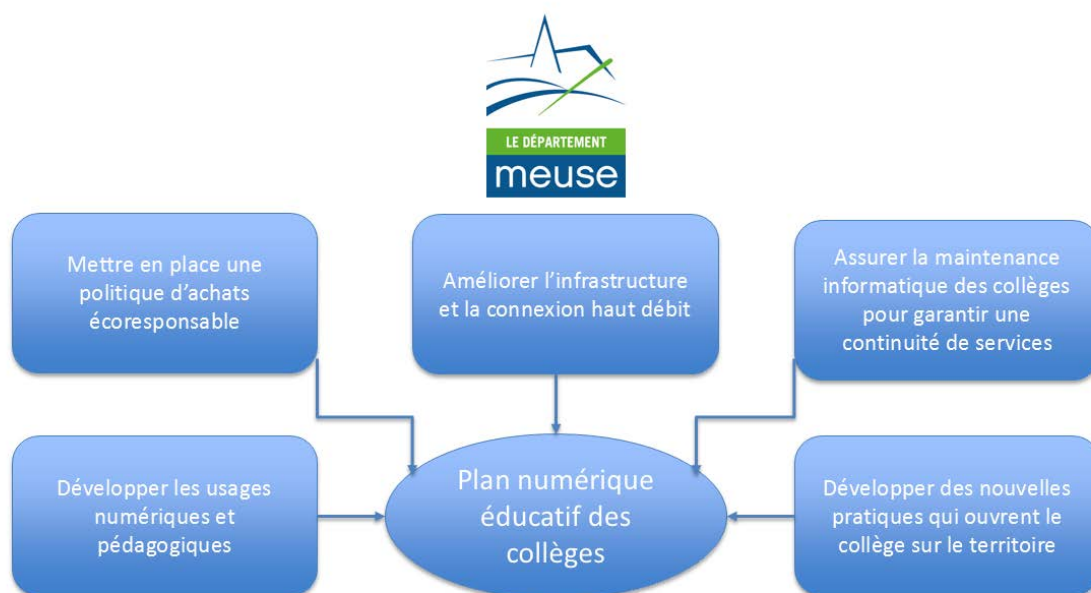 LE DÉPARTEMENT
meuse
Mettre en place une
politique d'achats
écoresponsable
Améliorer l'infrastructure
et la connexion haut débit
Assurer la maintenance
informatique des collèges
pour garantir une
continuité de services
Développer les usages
numériques et
pédagogiques
Plan numérique
éducatif des
collèges
Développer des nouvelles
pratiques qui ouvrent le
collège sur le territoire